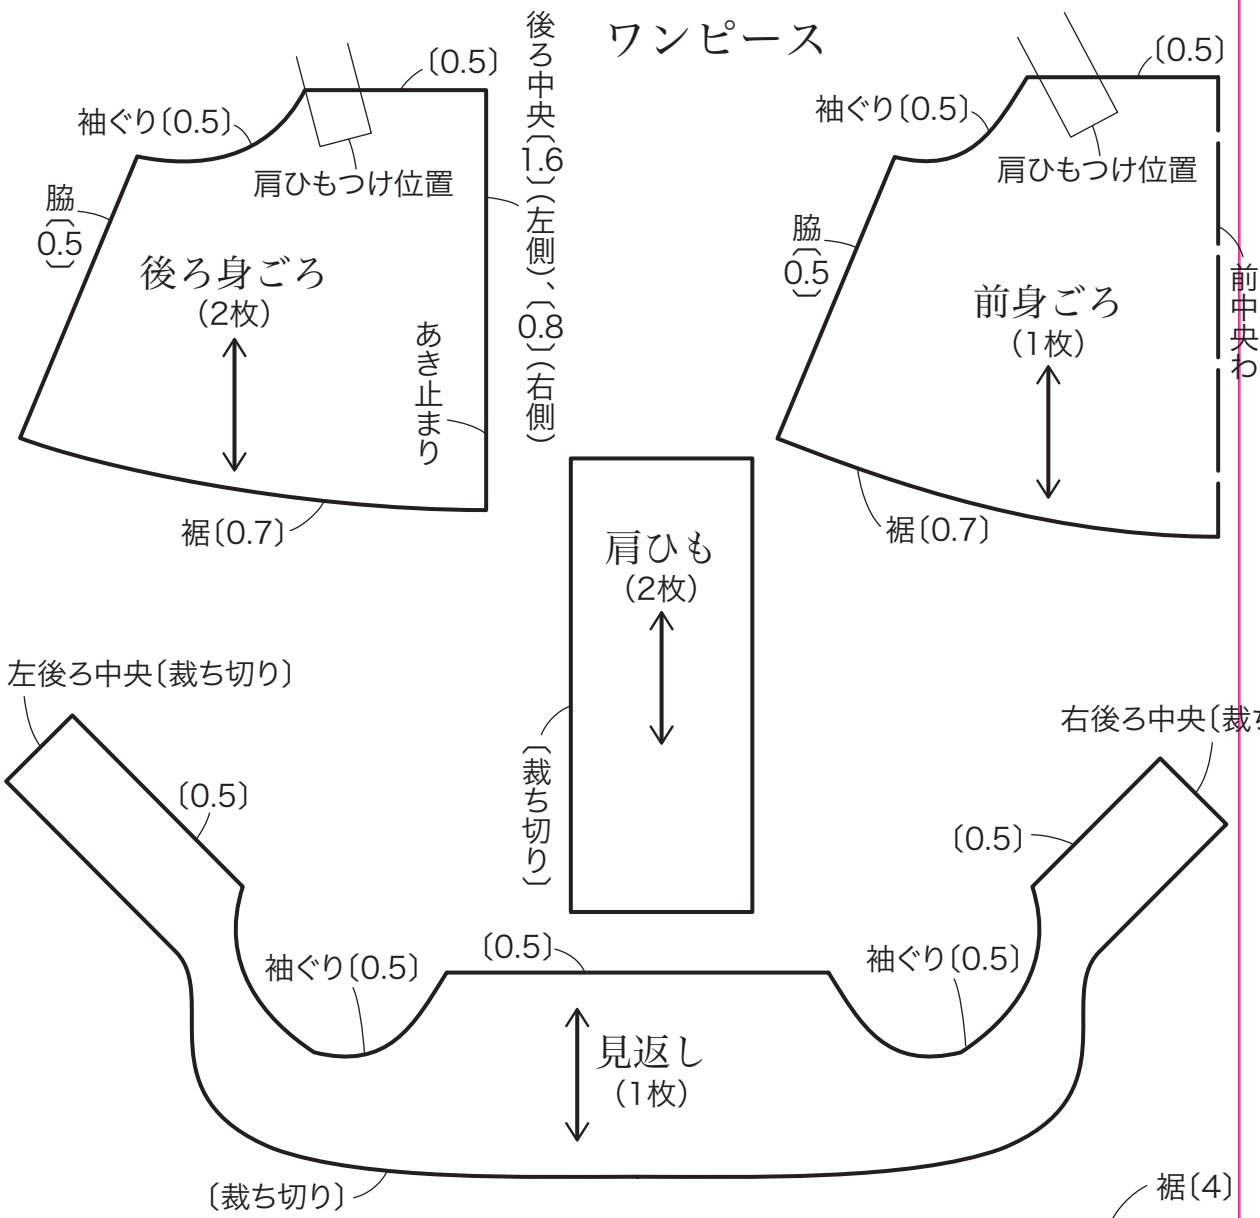 ワンピース
〔0.5〕
袖ぐり〔0.5〕
肩ひもつけ位置
脇〔0.5〕
後ろ身ごろ
（2枚）
あき止まり
後ろ中央〔1.6〕（左側）、〔0.8〕（右側）
裾〔0.7〕
〔0.5〕
袖ぐり〔0.5〕
肩ひもつけ位置
脇〔0.5〕
前身ごろ
（1枚）
前中央わ
裾〔0.7〕
肩ひも
（2枚）
〔裁ち切り〕
左後ろ中央〔裁ち切り〕
〔0.5〕
袖ぐり〔0.5〕
〔0.5〕
右後ろ中央〔裁
〔0.5〕
袖ぐり〔0.5〕
見返し
（1枚）
〔裁ち切り〕
裾〔4〕